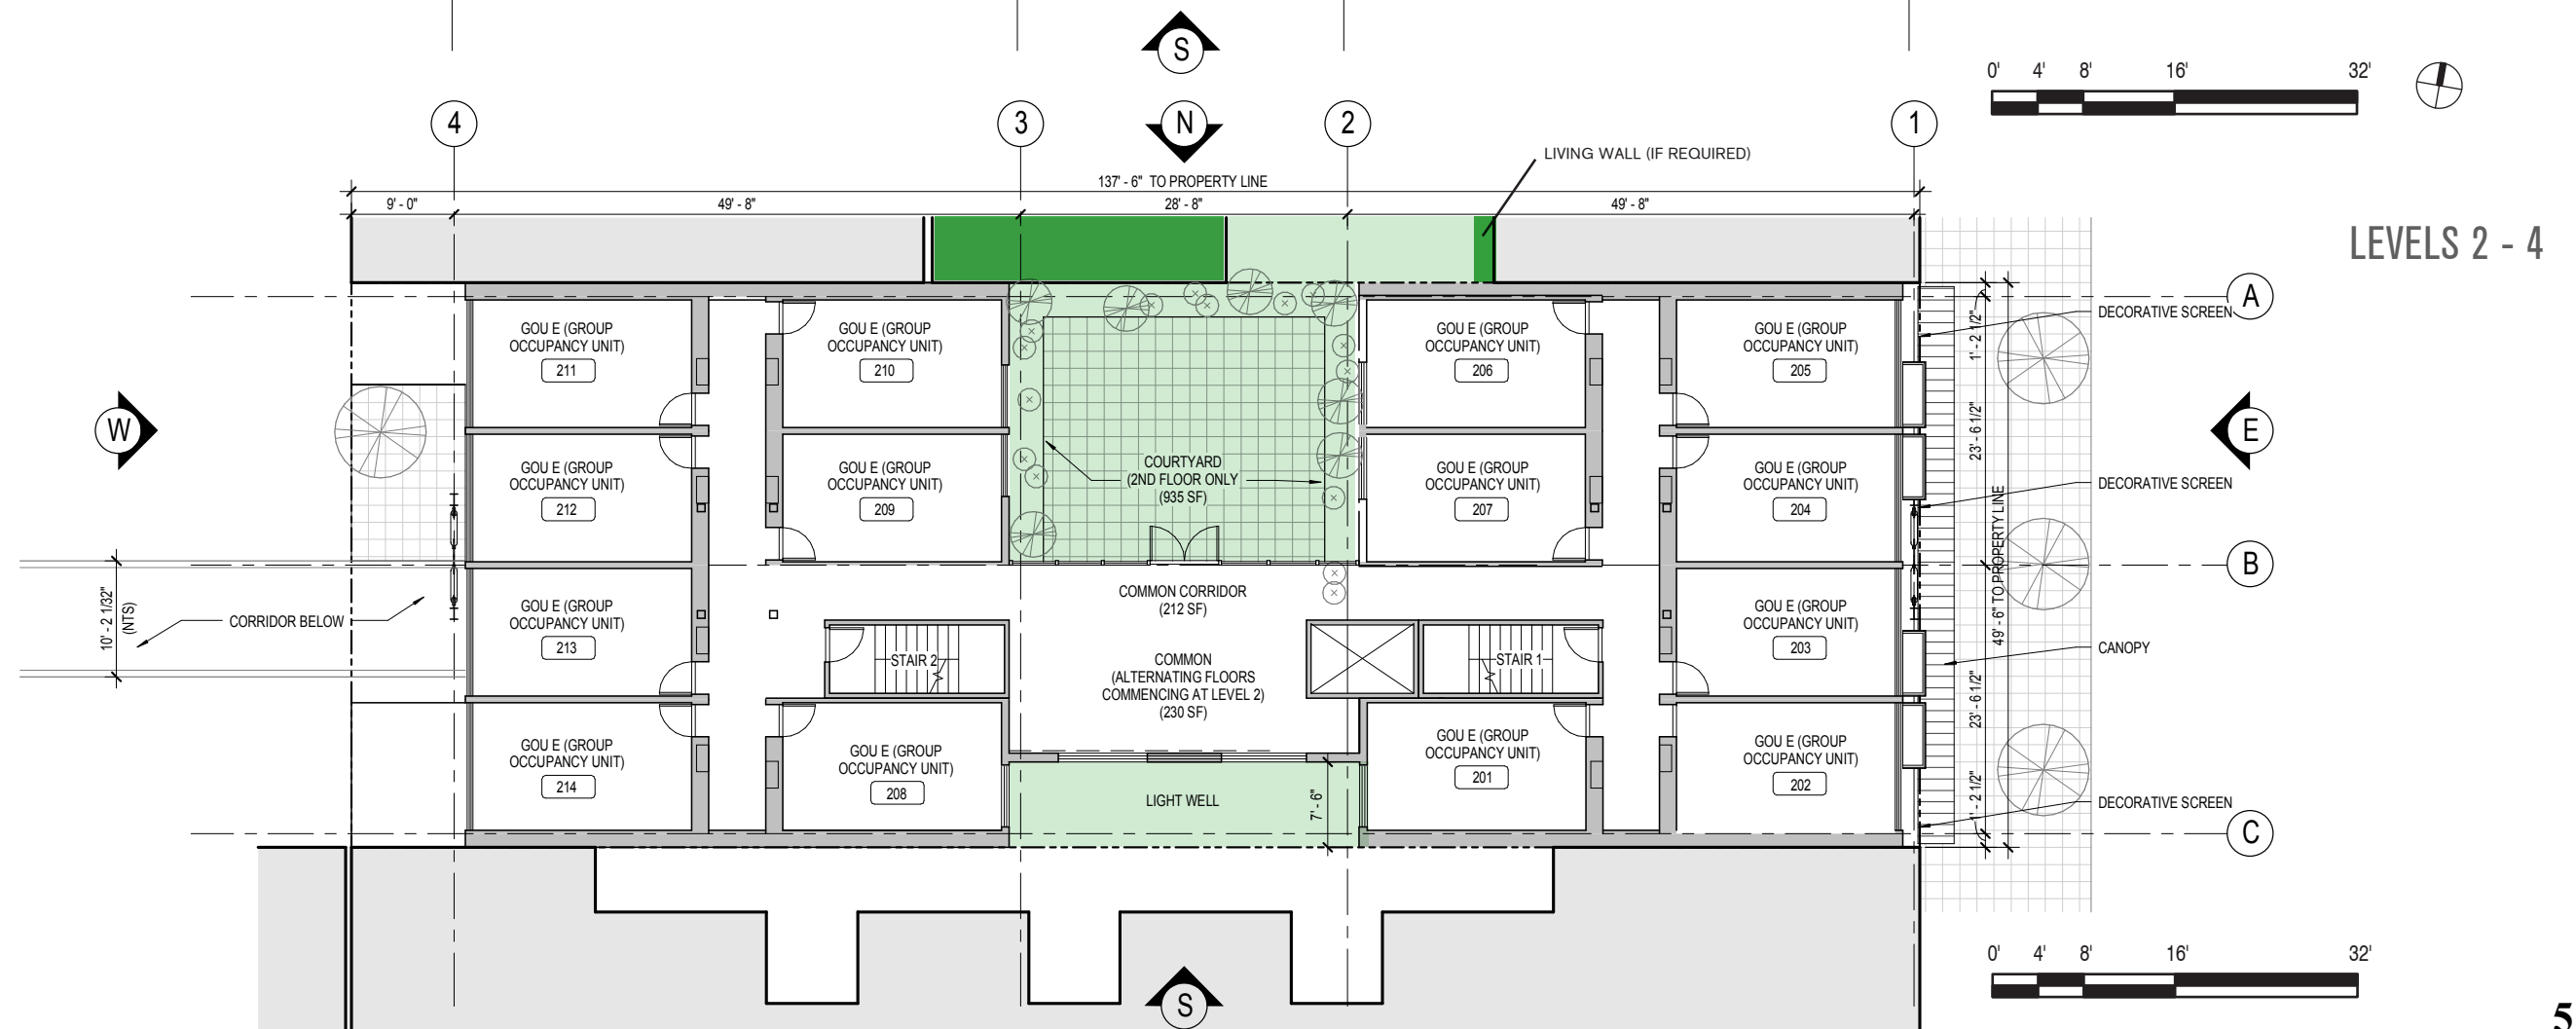 S
0' 4' 8' 16' 32'
4
3
N
2
1
LIVING WALL (IF REQUIRED)
137' - 6" TO PROPERTY LINE
9' - 0"
49' - 8"
28' - 8"
49' - 8"
LEVELS 2 - 4
A
DECORATIVE SCREEN
1' - 2 1/2"
GOU E (GROUP
OCCUPANCY UNIT)
211
GOU E (GROUP
OCCUPANCY UNIT)
210
GOU E (GROUP
OCCUPANCY UNIT)
206
GOU E (GROUP
OCCUPANCY UNIT)
205
W
E
23' - 6 1/2"
GOU E (GROUP
OCCUPANCY UNIT)
212
GOU E (GROUP
OCCUPANCY UNIT)
209
COURTYARD
(2ND FLOOR ONLY
(935 SF)
GOU E (GROUP
OCCUPANCY UNIT)
207
GOU E (GROUP
OCCUPANCY UNIT)
204
DECORATIVE SCREEN
49' - 6" TO PROPERTY LINE
B
10' - 2 1/32"
(NTS)
CORRIDOR BELOW
GOU E (GROUP
OCCUPANCY UNIT)
213
COMMON CORRIDOR
(212 SF)
GOU E (GROUP
OCCUPANCY UNIT)
203
STAIR 2
COMMON
(ALTERNATING FLOORS
COMMENCING AT LEVEL 2)
(230 SF)
STAIR 1
CANOPY
23' - 6 1/2"
GOU E (GROUP
OCCUPANCY UNIT)
214
GOU E (GROUP
OCCUPANCY UNIT)
208
LIGHT WELL
7' - 6"
GOU E (GROUP
OCCUPANCY UNIT)
201
GOU E (GROUP
OCCUPANCY UNIT)
202
1' - 2 1/2"
DECORATIVE SCREEN
C
0' 4' 8' 16' 32'
S
5